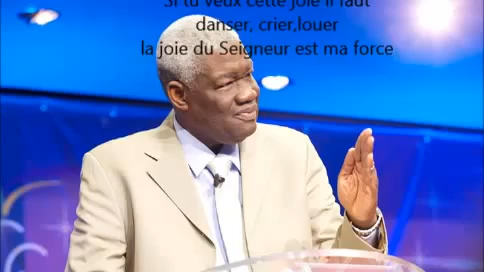 Si tu veux cette joie il faut
danser, crier,louer
la joie du Seigneur est ma force